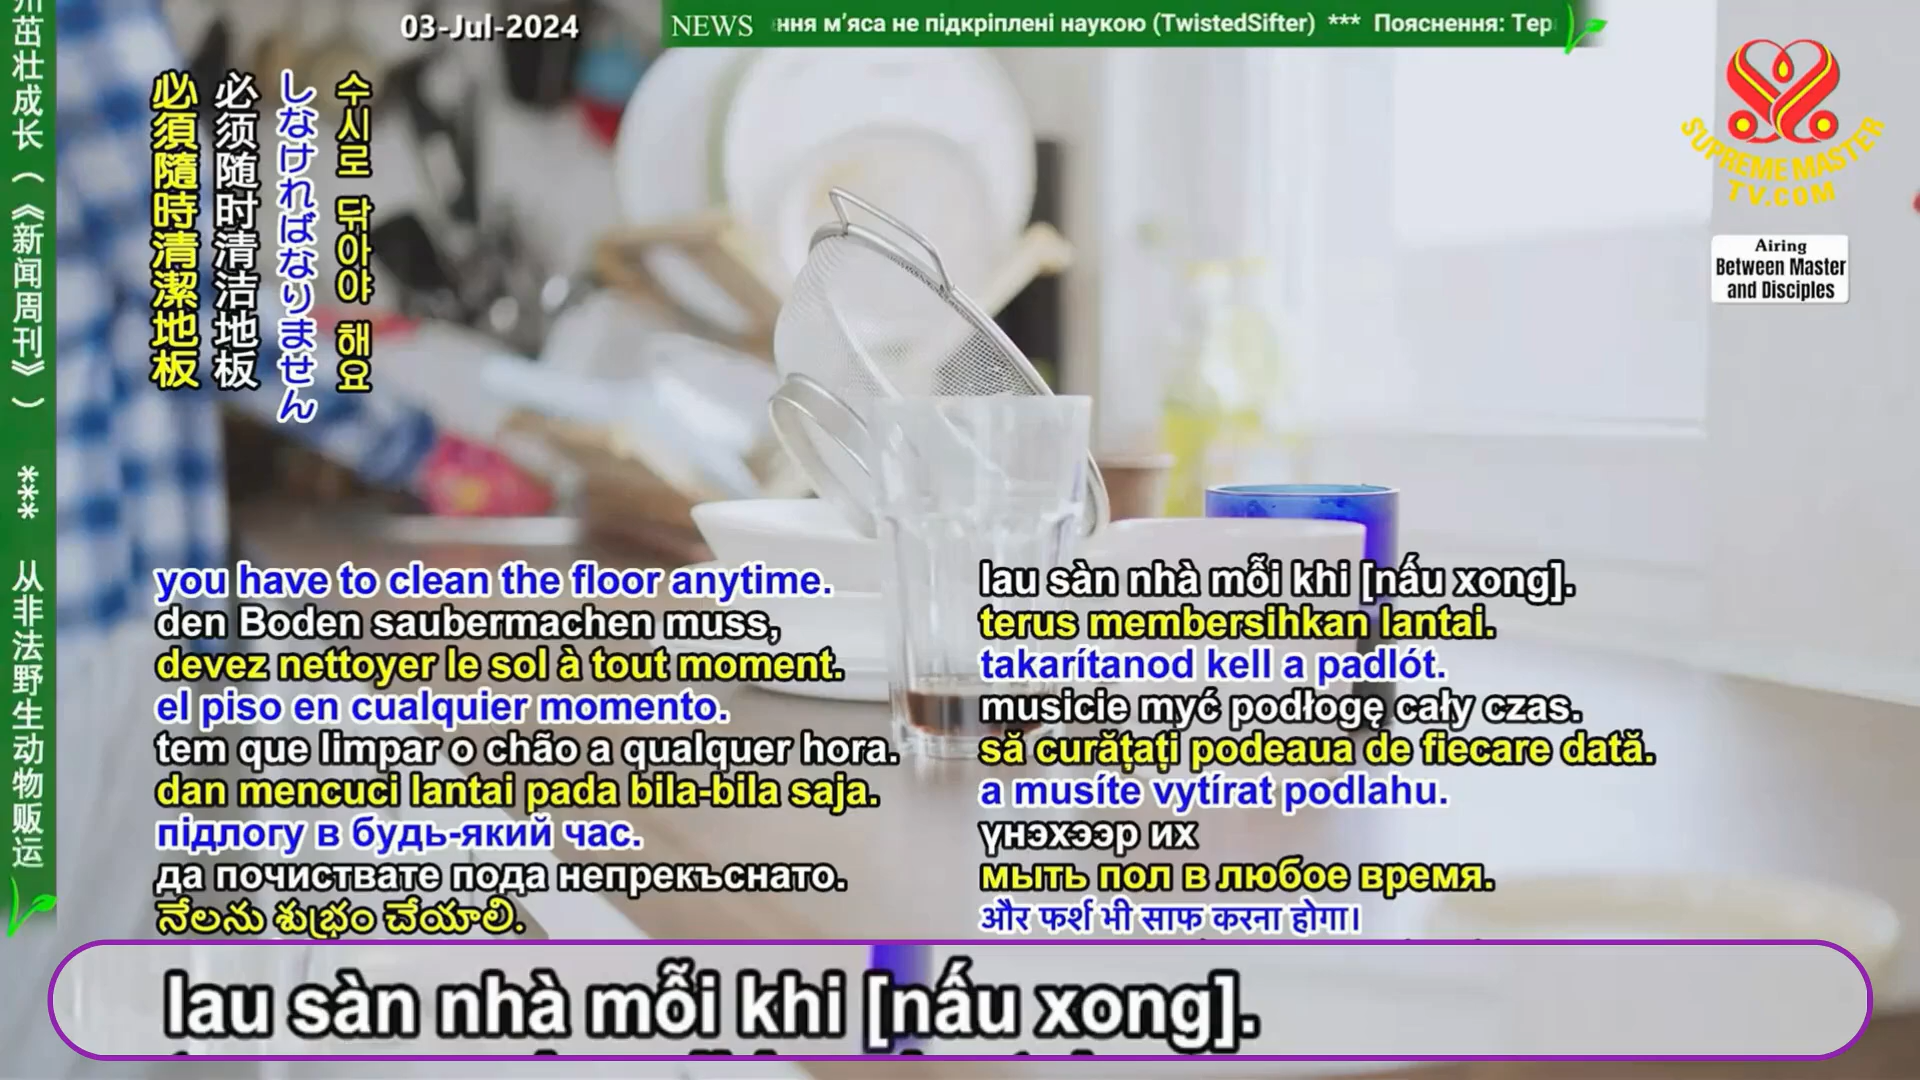 03-Jul-2024
NEWS
ння м’яса не підкріплені наукою (TwistedSifter) *** Пояснення: Тер
SUPREME MASTER
TV.COM
Airing
Between Master
and Disciples
茁壮成长（《新闻周刊》） *** 从非法野生动物贩运
必須隨時清潔地板
必须随时清洁地板
しなければなりません
수시로 닦아야 해요
you have to clean the floor anytime.
den Boden saubermachen muss,
devez nettoyer le sol à tout moment.
el piso en cualquier momento.
tem que limpar o chão a qualquer hora.
dan mencuci lantai pada bila-bila saja.
підлогу в будь-який час.
да почиствате пода непрекъснато.
నేలను శుభ్రం చేయాలి.
lau sàn nhà mỗi khi [nấu xong].
terus membersihkan lantai.
takarítanod kell a padlót.
musicie myć podłogę cały czas.
să curățați podeaua de fiecare dată.
a musíte vytírat podlahu.
үнэхээр их
мыть пол в любое время.
और फर्श भी साफ करना होगा।
lau sàn nhà mỗi khi [nấu xong].